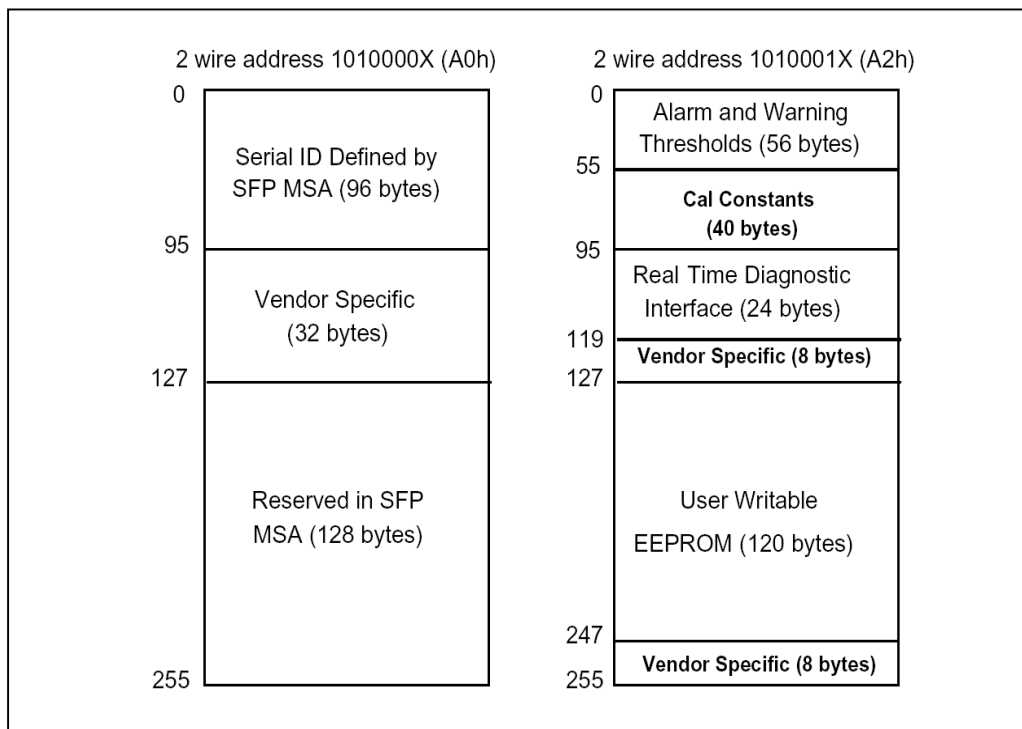 2 wire address 1010000X (A0h)
0
Serial ID Defined by
SFP MSA (96 bytes)
95
Vendor Specific
(32 bytes)
127
Reserved in SFP
MSA (128 bytes)
255
2 wire address 1010001X (A2h)
0
Alarm and Warning
Thresholds (56 bytes)
55
Cal Constants
(40 bytes)
95
Real Time Diagnostic
Interface (24 bytes)
119
Vendor Specific (8 bytes)
127
User Writable
EEPROM (120 bytes)
247
Vendor Specific (8 bytes)
255